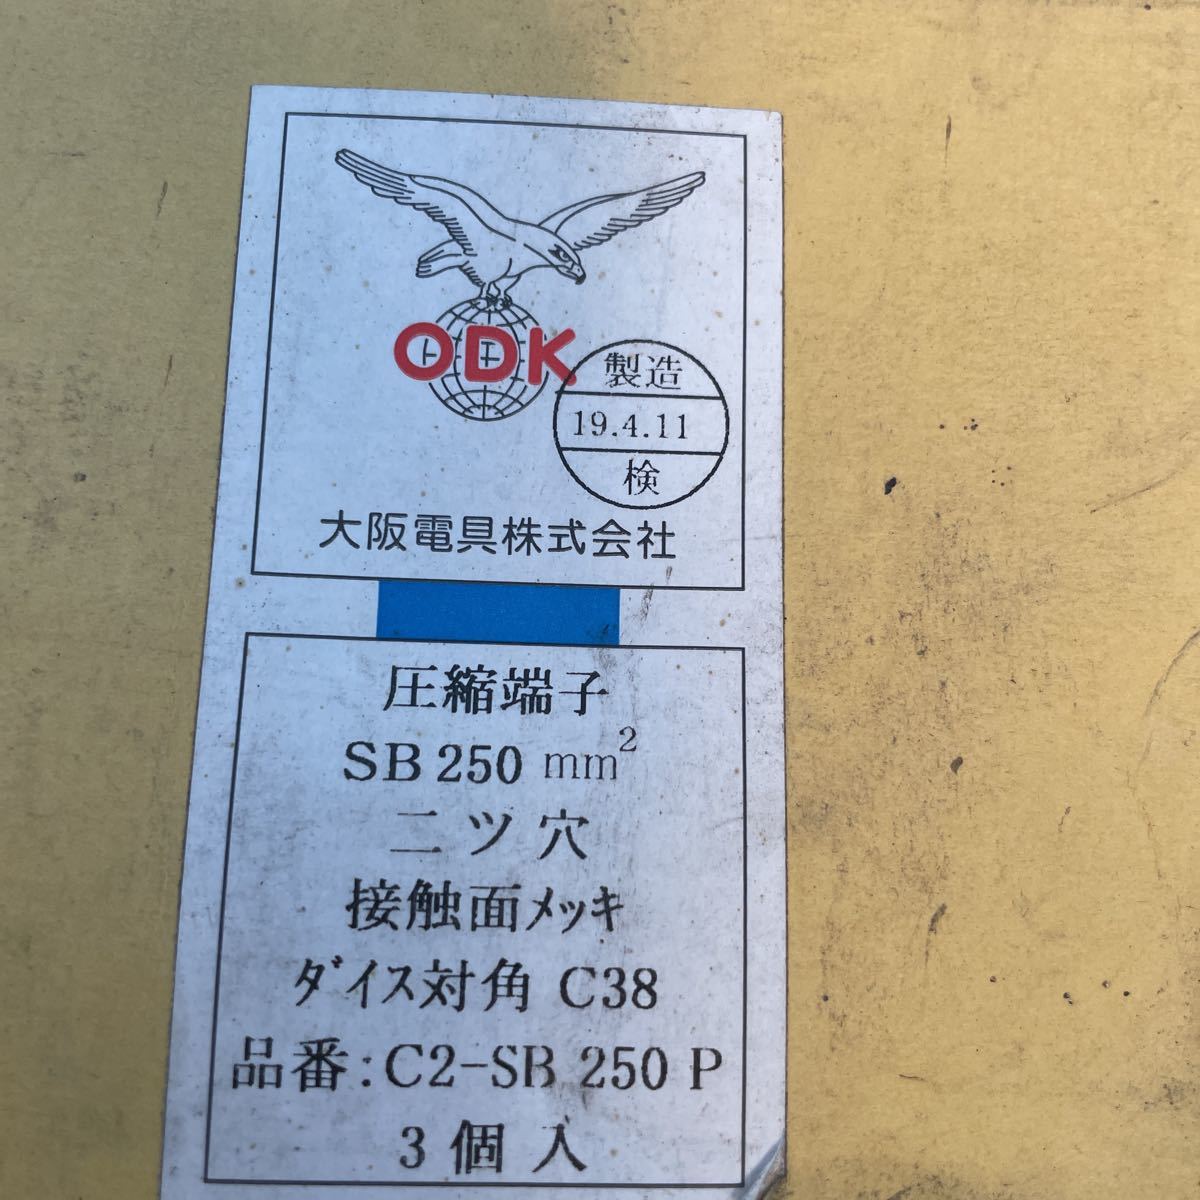 ODK
製造
19.4.11
検
大阪電具株式会社
圧縮端子
SB 250 mm²
二ツ穴
接触面メッキ
ダイス対角 C38
品番:C2-SB 250 P
3個入